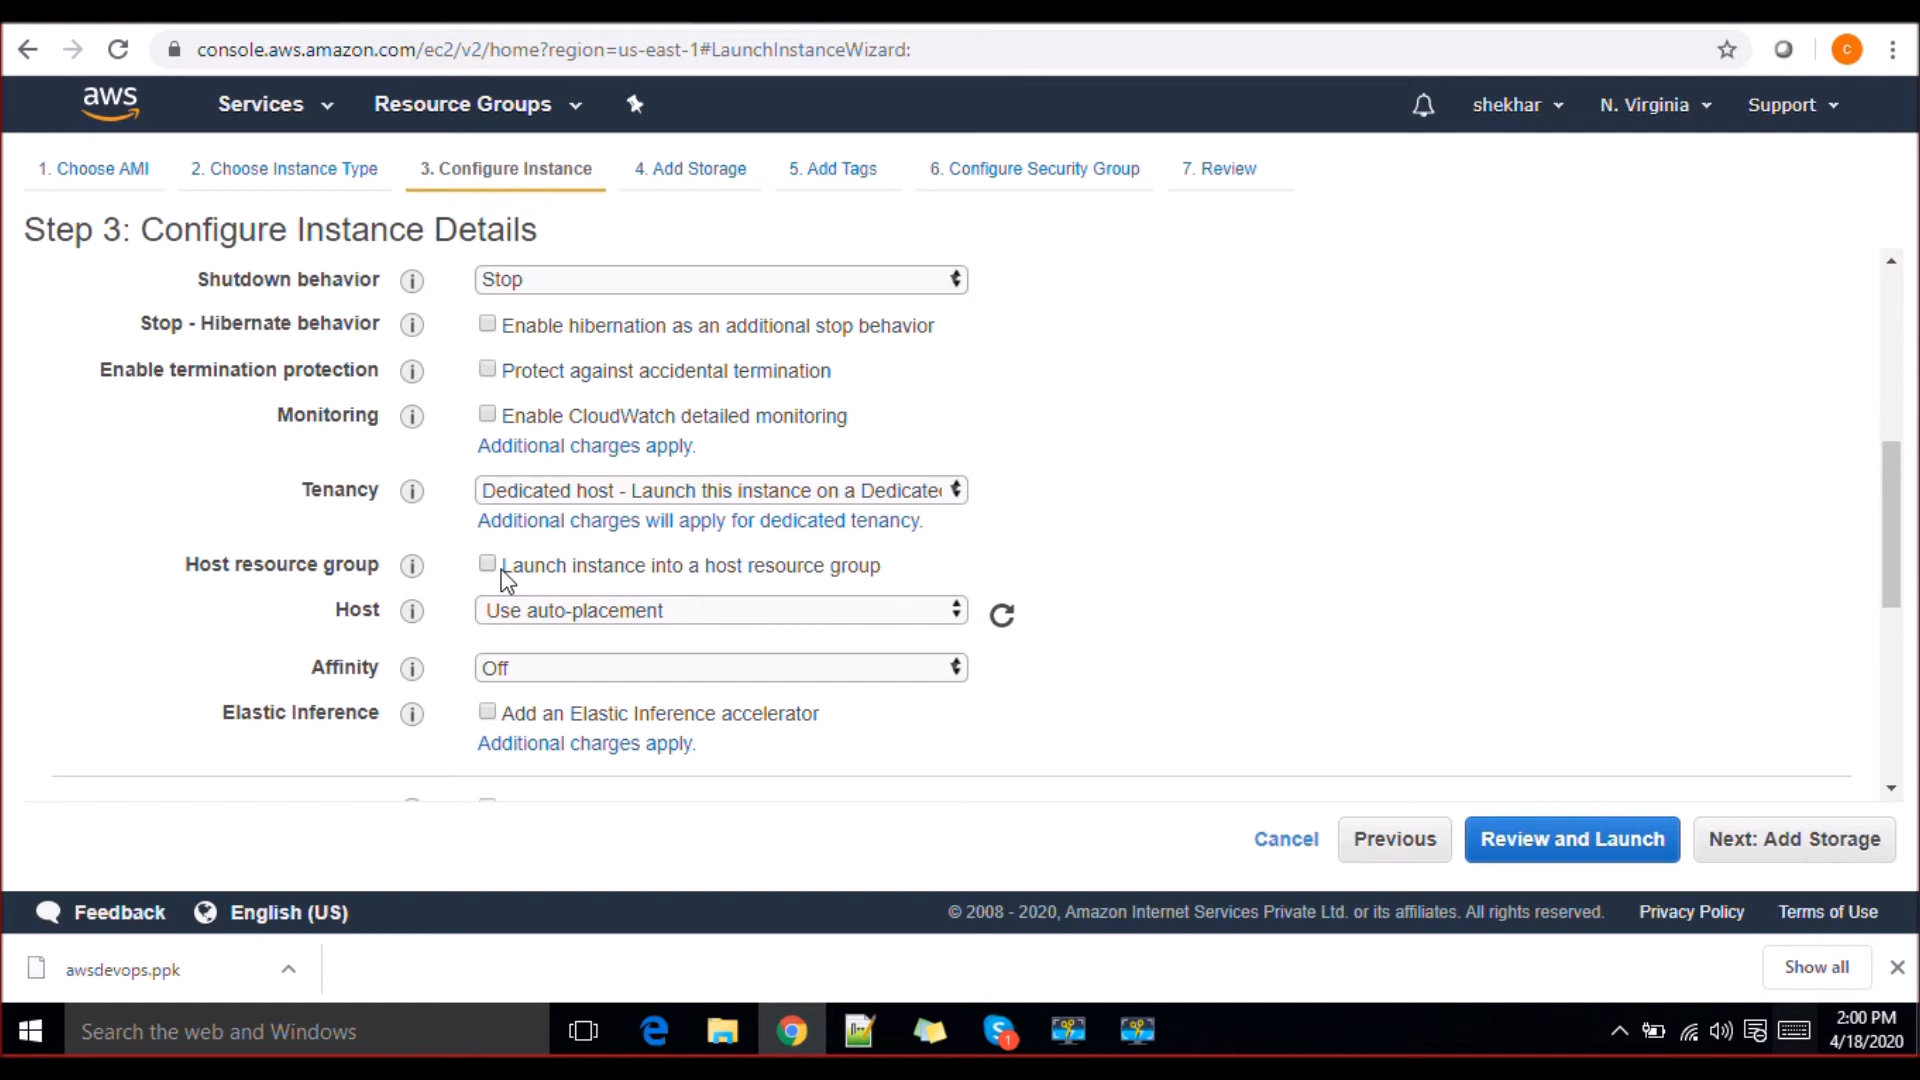 console.aws.amazon.com/ec2/v2/home?region=us-east-1#LaunchInstanceWizard:
C
aws Services Resource Groups shekhar N. Virginia Support
1. Choose AMI 2. Choose Instance Type 3. Configure Instance 4. Add Storage 5. Add Tags 6. Configure Security Group 7. Review
Step 3: Configure Instance Details
Shutdown behavior i Stop
Stop - Hibernate behavior i Enable hibernation as an additional stop behavior
Enable termination protection i Protect against accidental termination
Monitoring i Enable CloudWatch detailed monitoring
Additional charges apply.
Tenancy i Dedicated host - Launch this instance on a Dedicated
Additional charges will apply for dedicated tenancy.
Host resource group i Launch instance into a host resource group
Host i Use auto-placement
Affinity i Off
Elastic Inference i Add an Elastic Inference accelerator
Additional charges apply.
Cancel Previous Review and Launch Next: Add Storage
Feedback English (US) © 2008 - 2020, Amazon Internet Services Private Ltd. or its affiliates. All rights reserved. Privacy Policy Terms of Use
awsdevops.ppk Show all
Search the web and Windows 1 2:00 PM
4/18/2020